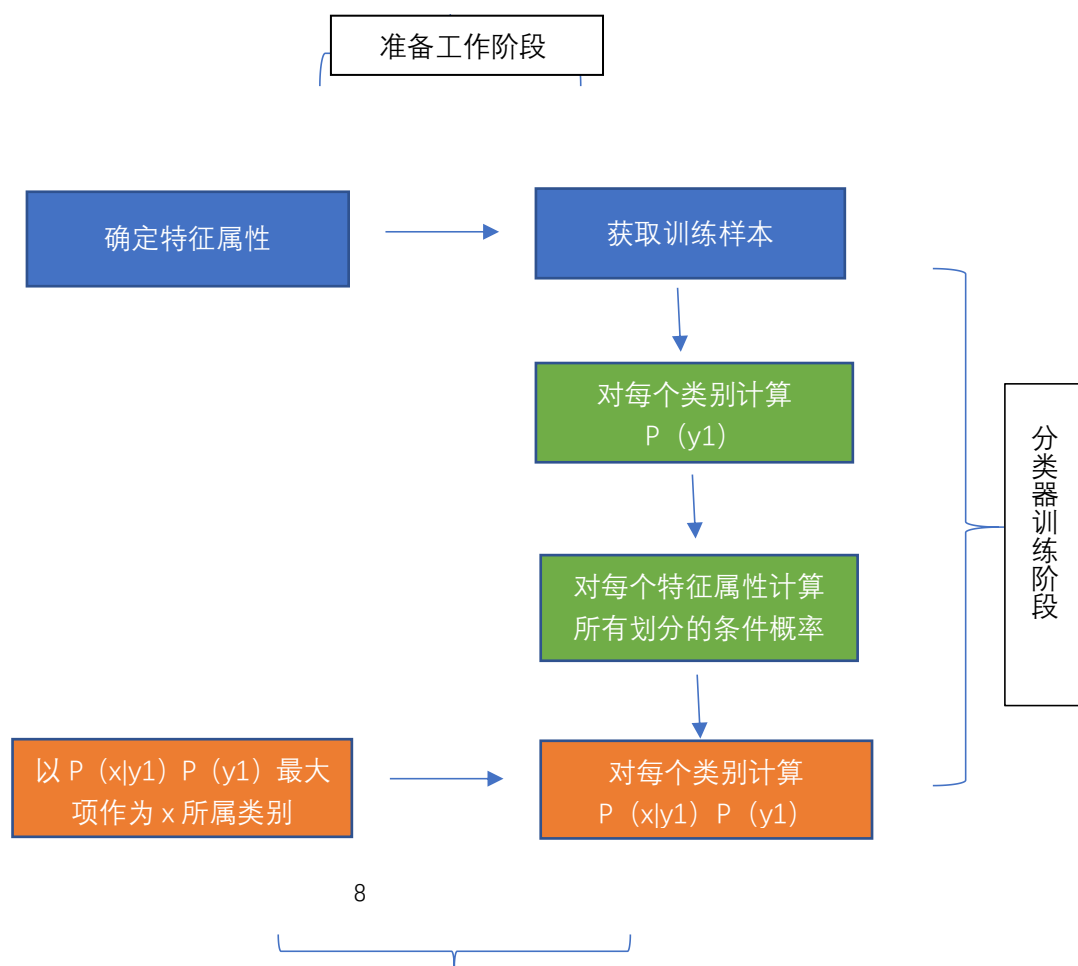 准备工作阶段
确定特征属性
获取训练样本
对每个类别计算
P（y1）
分类器训练阶段
对每个特征属性计算
所有划分的条件概率
以 P（x|y1）P（y1）最大
项作为 x 所属类别
对每个类别计算
P（x|y1）P（y1）
8